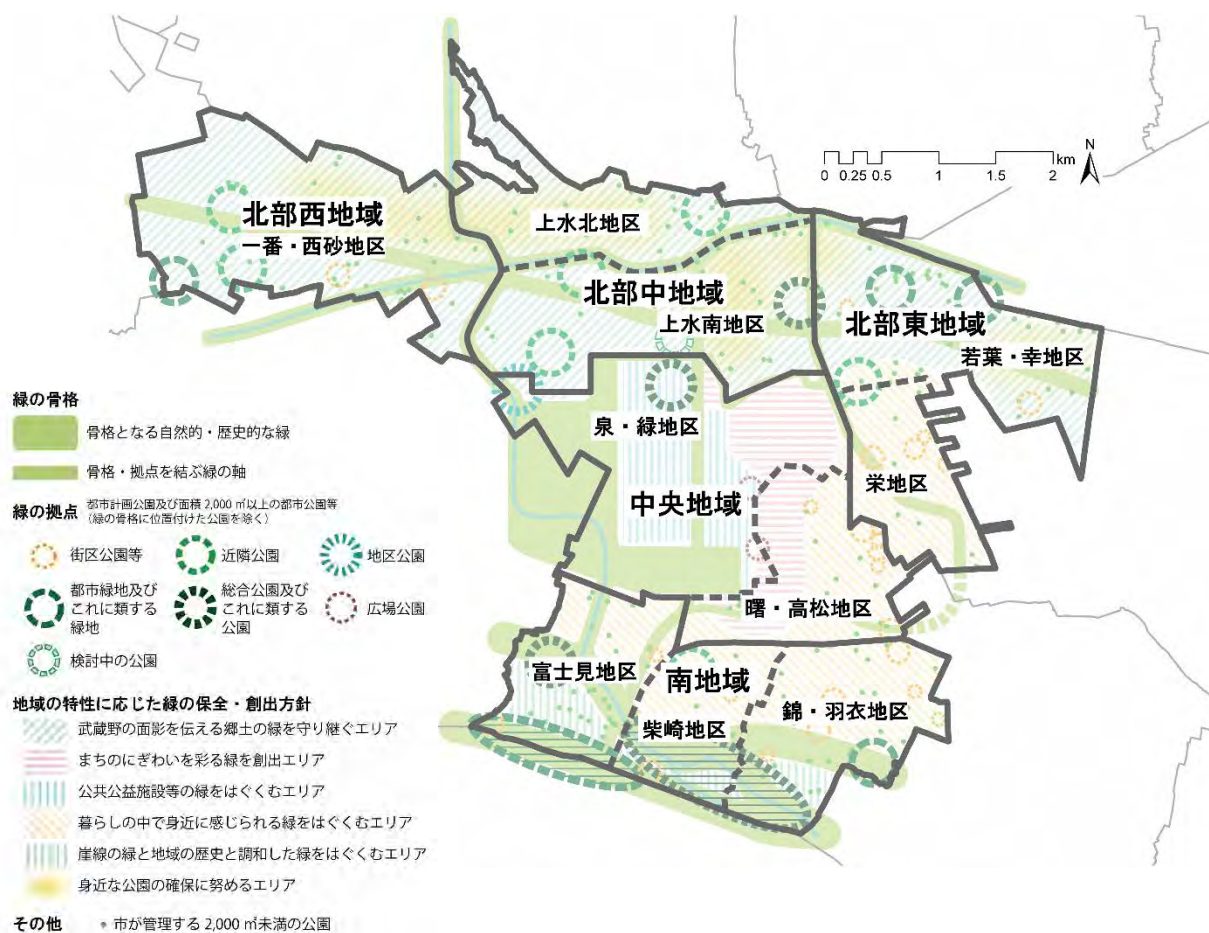 N
km
0 0.25 0.5 1 1.5 2
北部西地域
一番・西砂地区
上水北地区
北部中地域
上水南地区
北部東地域
若葉・幸地区
泉・緑地区
栄地区
中央地域
曙・高松地区
富士見地区
南地域
柴崎地区
錦・羽衣地区
緑の骨格
骨格となる自然的・歴史的な緑
骨格・拠点を結ぶ緑の軸
緑の拠点 都市計画公園及び面積 2,000 ㎡以上の都市公園等
(緑の骨格に位置付けた公園を除く)
街区公園等 近隣公園 地区公園
都市緑地及び
これに類する
緑地
総合公園及び
これに類する
公園
広場公園
検討中の公園
地域の特性に応じた緑の保全・創出方針
武蔵野の面影を伝える郷土の緑を守り継ぐエリア
まちのにぎわいを彩る緑を創出エリア
公共公益施設等の緑をはぐくむエリア
暮らしの中で身近に感じられる緑をはぐくむエリア
崖線の緑と地域の歴史と調和した緑をはぐくむエリア
身近な公園の確保に努めるエリア
その他 市が管理する 2,000 ㎡未満の公園